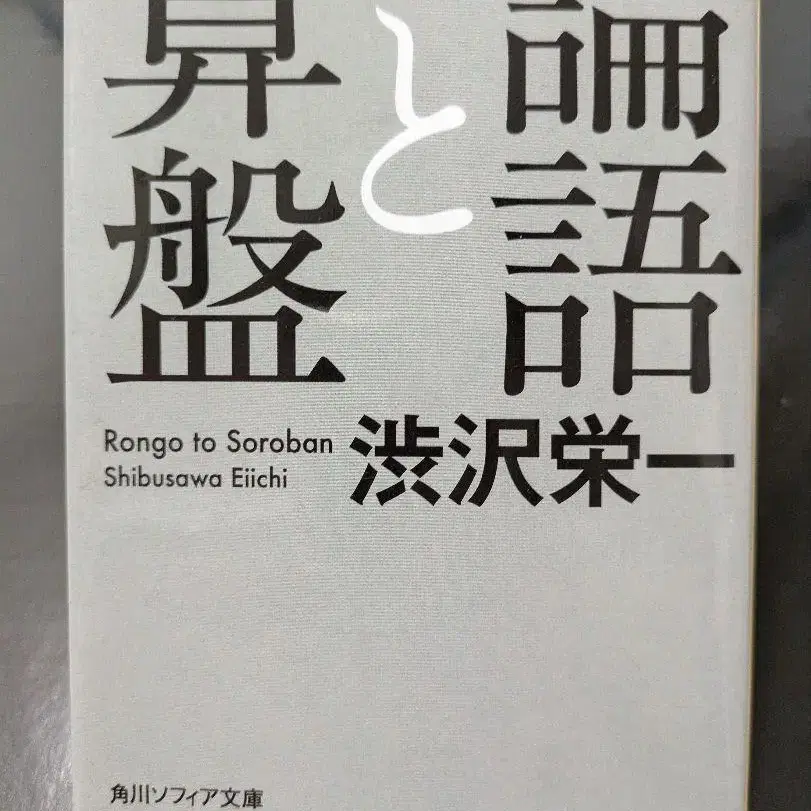 論語
と
算盤
Rongo to Soroban
Shibusawa Eiichi
渋沢栄一
角川ソフィア文庫